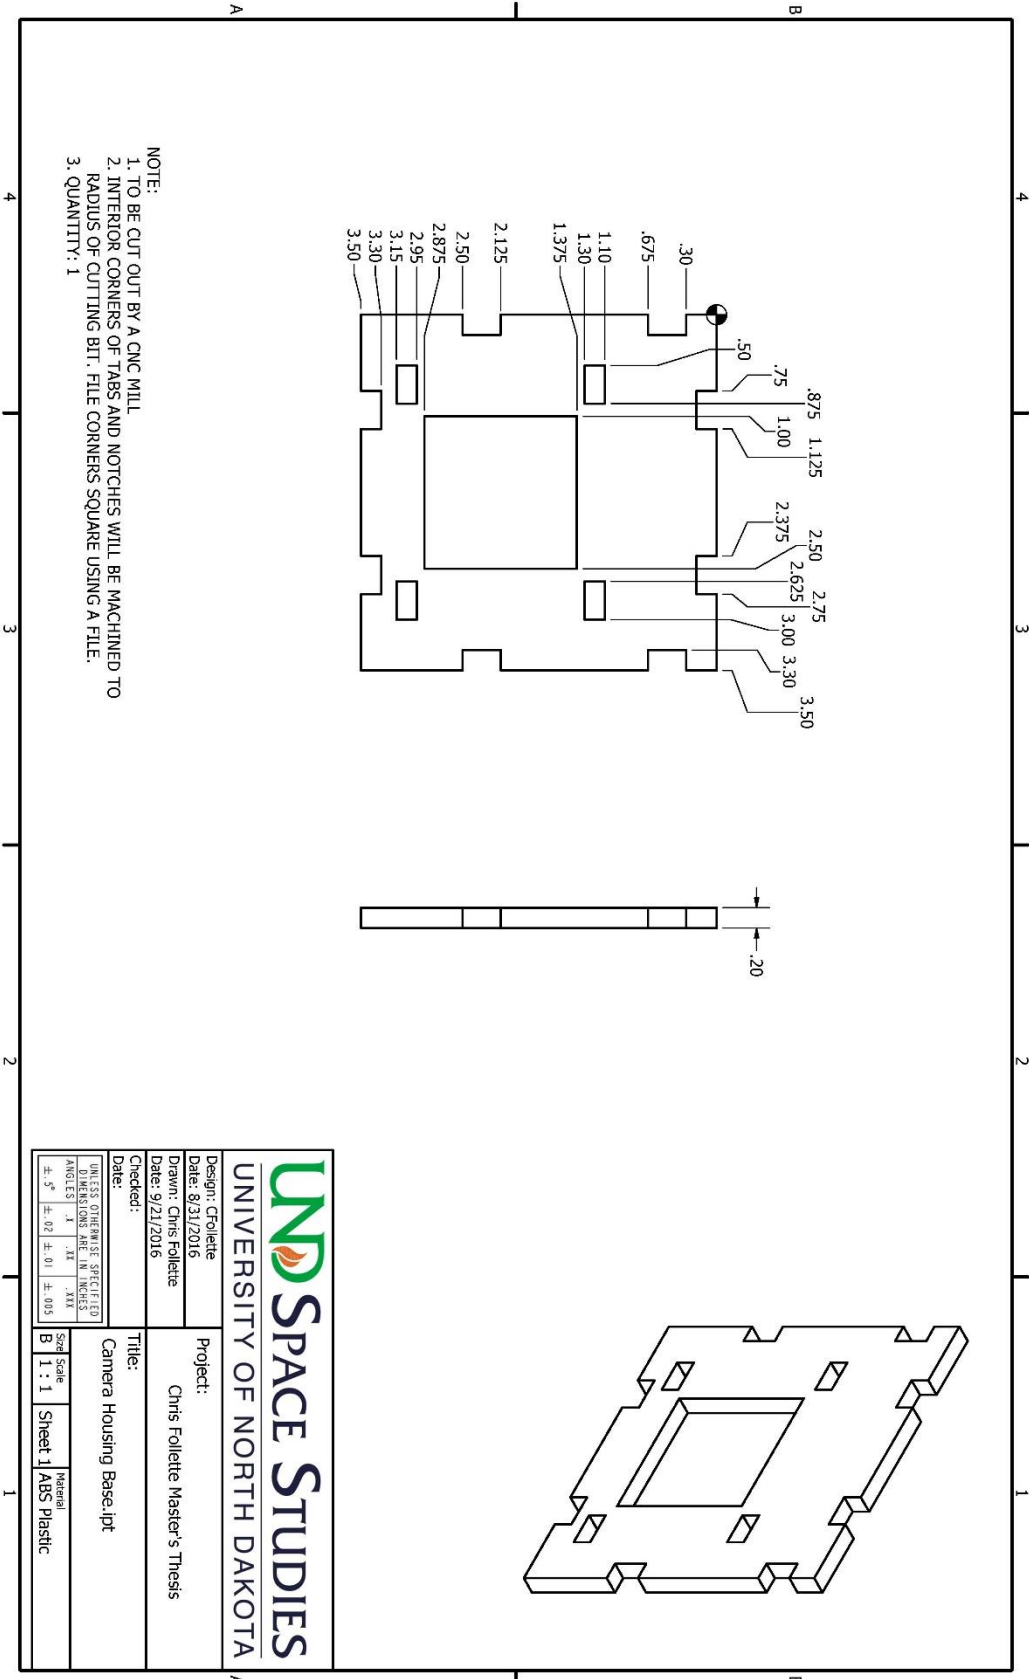 4
3
2
1
B
A
.50
.75
.875
1.00
1.125
2.375
2.50
2.625
2.75
3.00
3.30
3.50
.30
.675
1.10
1.30
1.375
2.125
2.50
2.875
2.95
3.15
3.30
3.50
.20
NOTE:
1. TO BE CUT OUT BY A CNC MILL
2. INTERIOR CORNERS OF TABS AND NOTCHES WILL BE MACHINED TO
RADIUS OF CUTTING BIT. FILE CORNERS SQUARE USING A FILE.
3. QUANTITY: 1
UND SPACE STUDIES
UNIVERSITY OF NORTH DAKOTA
Design: CFollette
Date: 8/31/2016
Drawn: Chris Follette
Date: 9/21/2016
Checked:
Date:
UNLESS OTHERWISE SPECIFIED
DIMENSIONS ARE IN INCHES
ANGLES .X .XX .XXX
±.5° ±.02 ±.01 ±.005
Project:
Chris Follette Master's Thesis
Title:
Camera Housing Base.ipt
Size Scale Material
B 1 : 1 Sheet 1 ABS Plastic
4
3
2
1
B
A